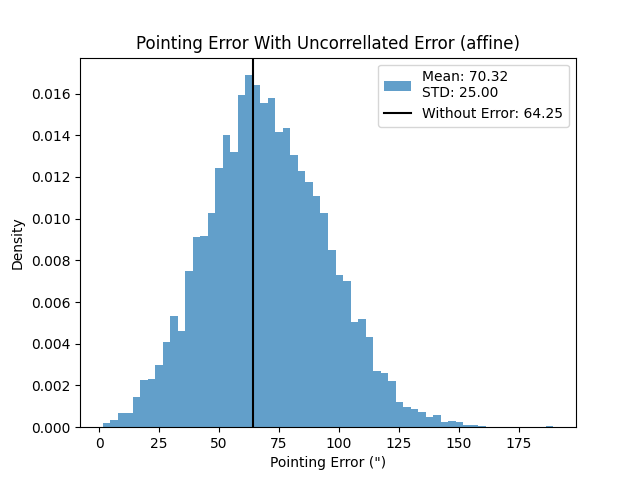 Pointing Error With Uncorrellated Error (affine)
Mean: 70.32
STD: 25.00
Without Error: 64.25
Density
0.016
0.014
0.012
0.010
0.008
0.006
0.004
0.002
0.000
0
25
50
75
100
125
150
175
Pointing Error (")